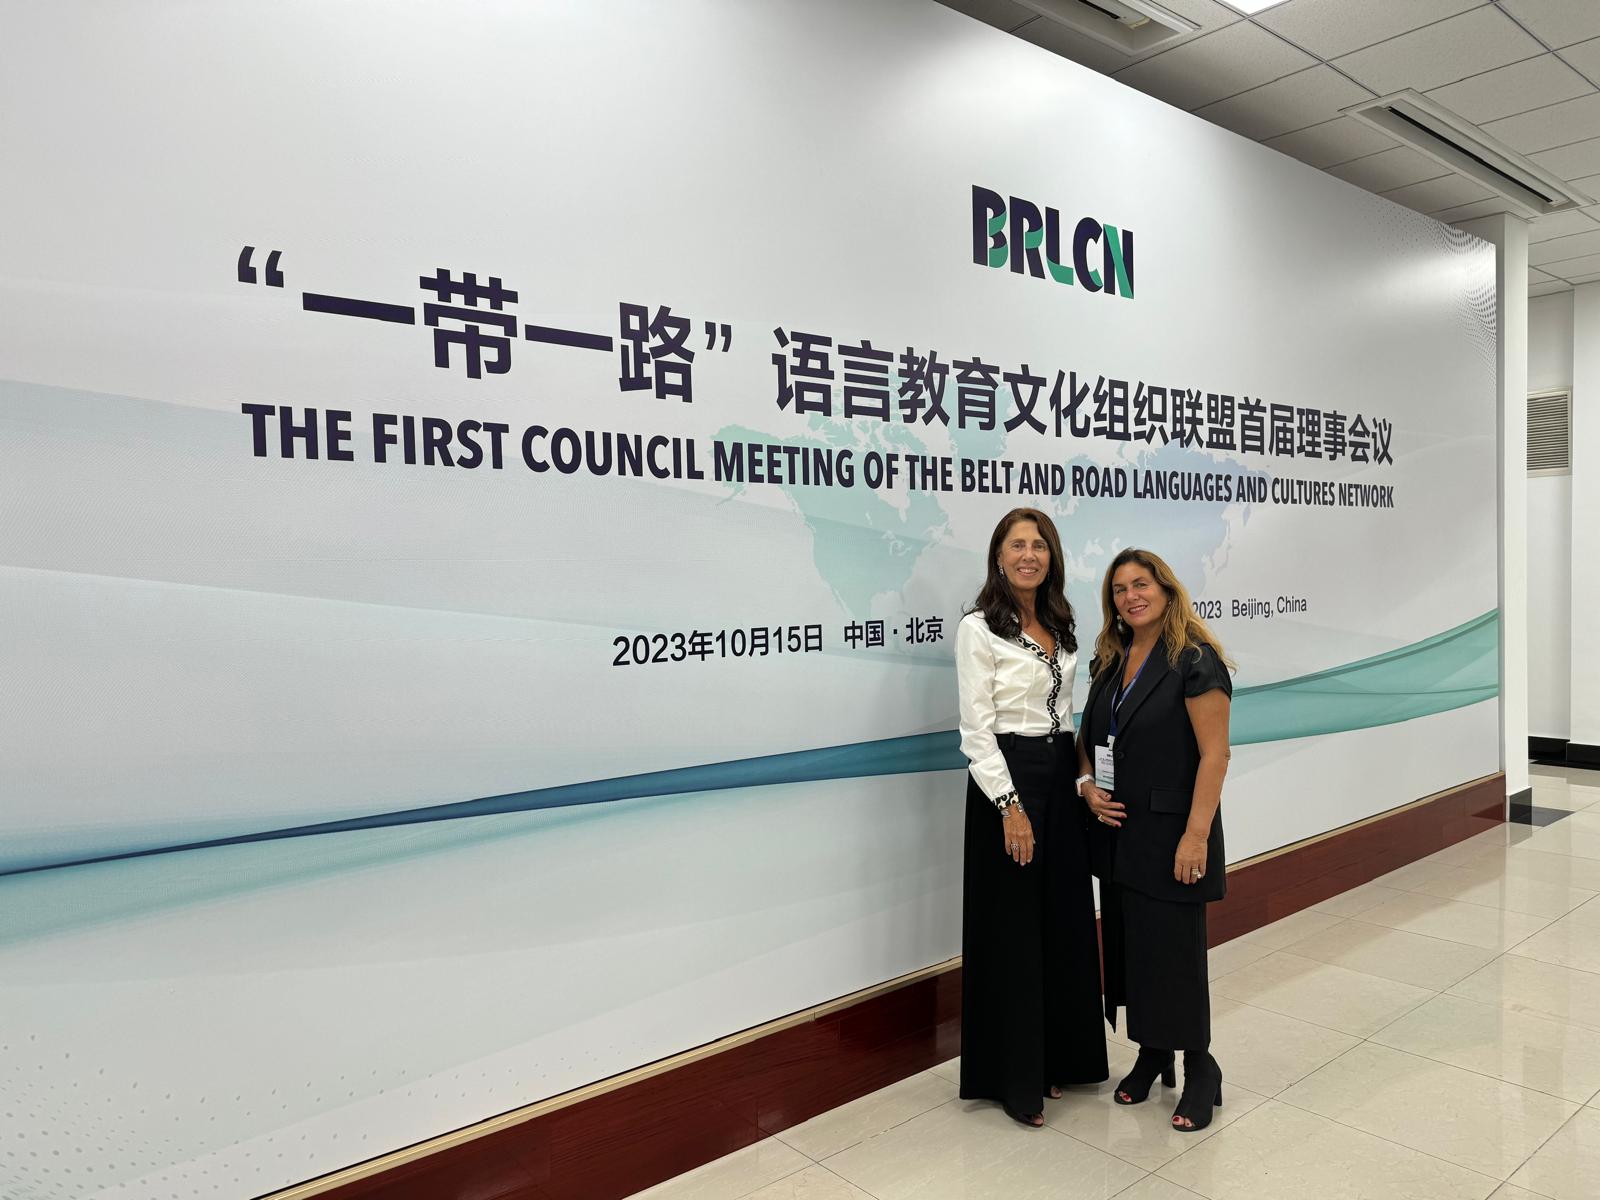 BRLCN
“一带一路”语言教育文化组织联盟首届理事会议
THE FIRST COUNCIL MEETING OF THE BELT AND ROAD LANGUAGES AND CULTURES NETWORK
2023年10月15日 中国·北京
2023 Beijing, China